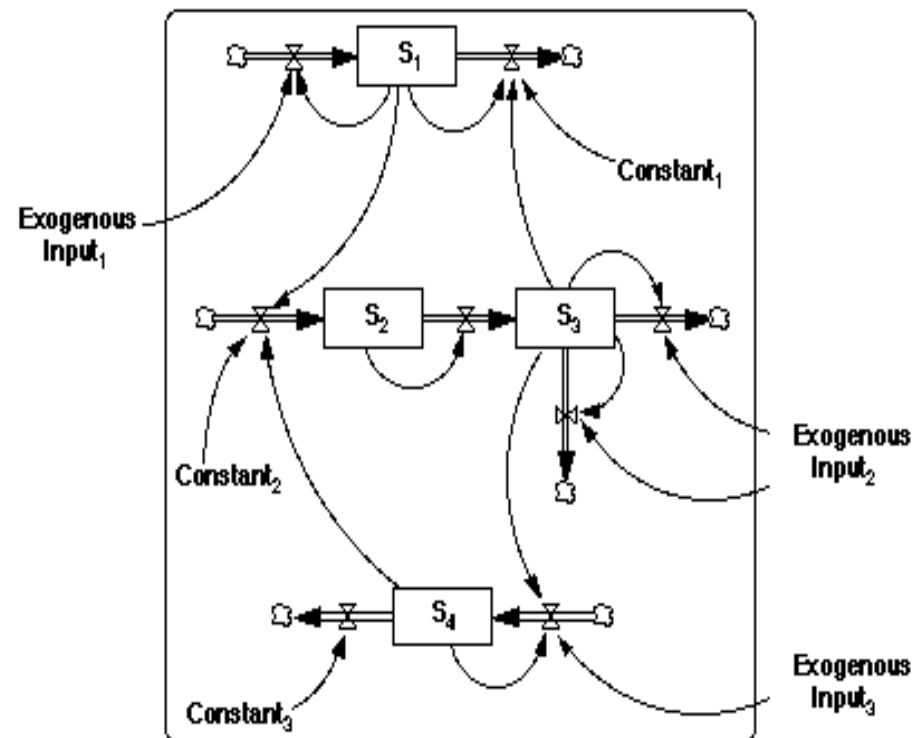 S₁
Constant₁
Exogenous
Input₁
S₂
S₃
Exogenous
Input₂
Constant₂
S₄
Exogenous
Input₃
Constant₃